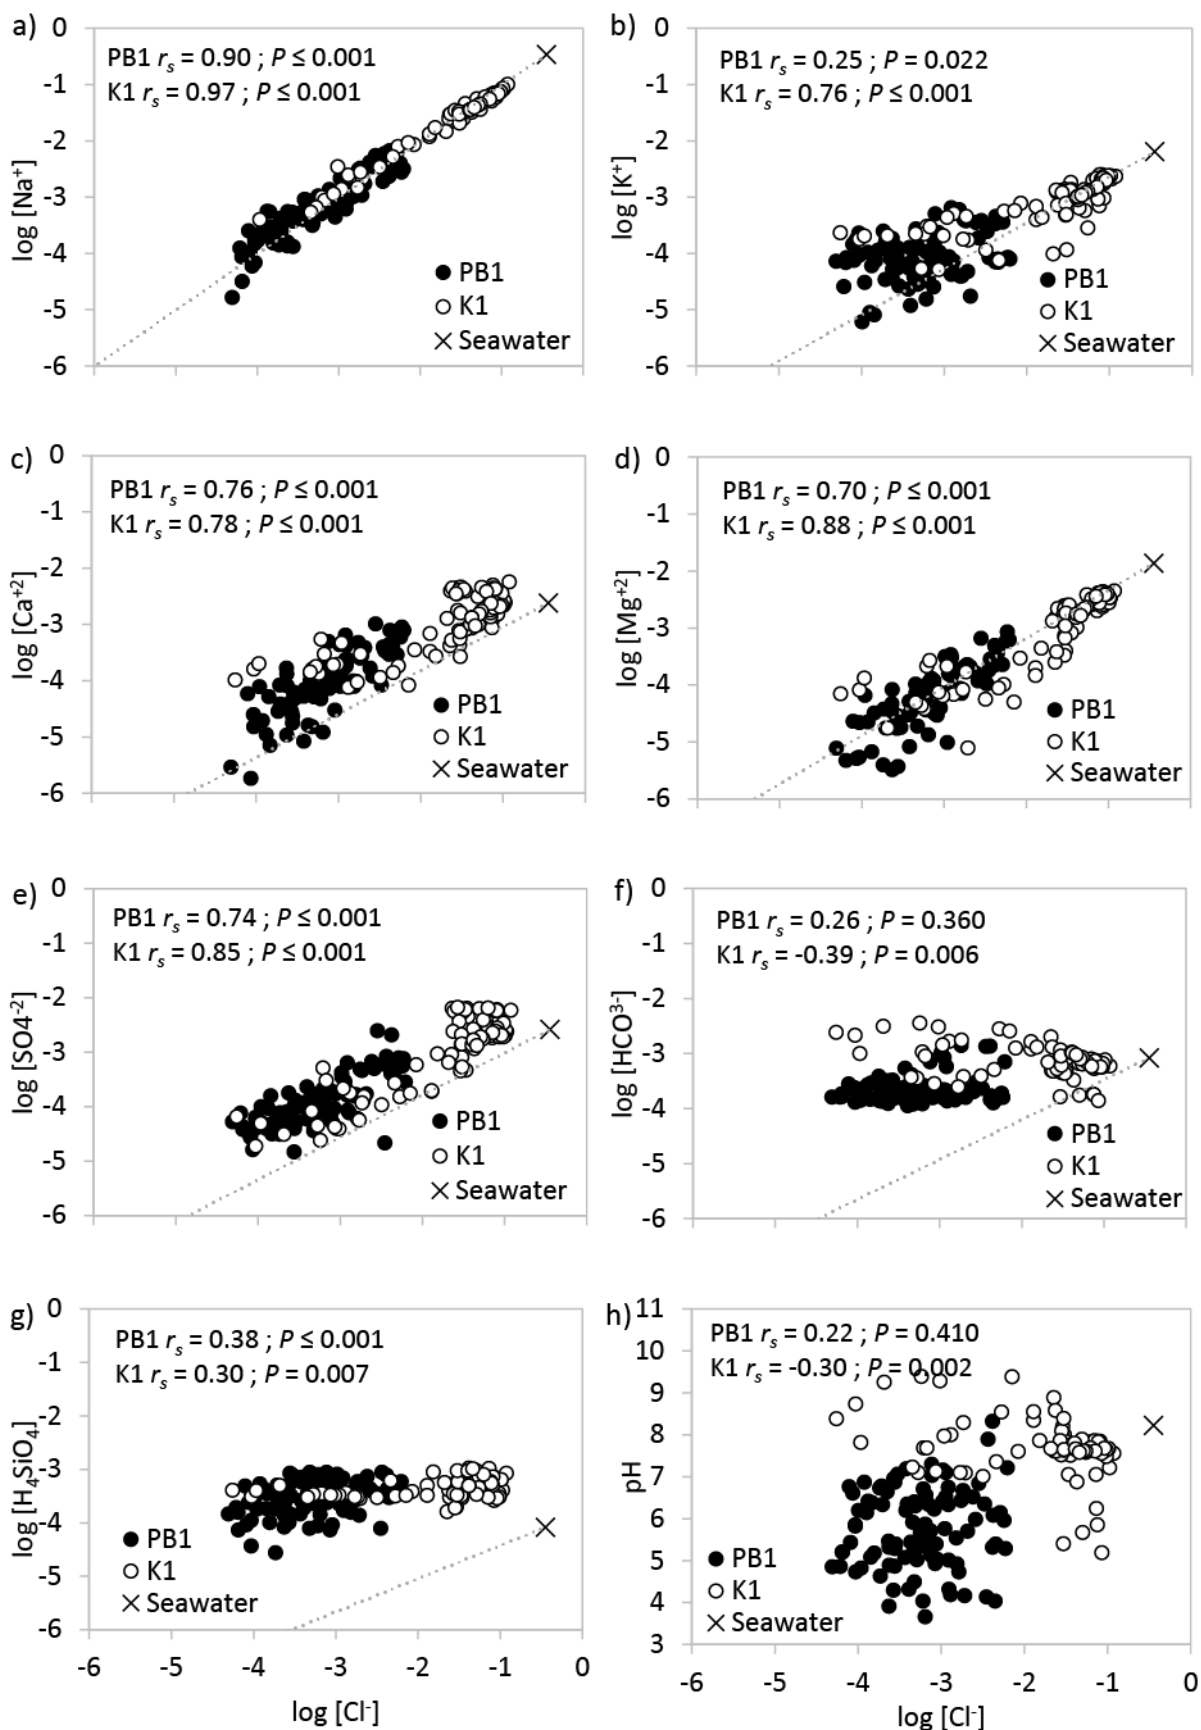 a)
0
-1
-2
-3
-4
-5
-6
log [Na⁺]
PB1 rₛ = 0.90 ; P ≤ 0.001
K1 rₛ = 0.97 ; P ≤ 0.001
PB1
K1
Seawater
b)
0
-1
-2
-3
-4
-5
-6
log [K⁺]
PB1 rₛ = 0.25 ; P = 0.022
K1 rₛ = 0.76 ; P ≤ 0.001
PB1
K1
Seawater
c)
0
-1
-2
-3
-4
-5
-6
log [Ca⁺²]
PB1 rₛ = 0.76 ; P ≤ 0.001
K1 rₛ = 0.78 ; P ≤ 0.001
PB1
K1
Seawater
d)
0
-1
-2
-3
-4
-5
-6
log [Mg⁺²]
PB1 rₛ = 0.70 ; P ≤ 0.001
K1 rₛ = 0.88 ; P ≤ 0.001
PB1
K1
Seawater
e)
0
-1
-2
-3
-4
-5
-6
log [SO4⁻²]
PB1 rₛ = 0.74 ; P ≤ 0.001
K1 rₛ = 0.85 ; P ≤ 0.001
PB1
K1
Seawater
f)
0
-1
-2
-3
-4
-5
-6
log [HCO³⁻]
PB1 rₛ = 0.26 ; P = 0.360
K1 rₛ = -0.39 ; P = 0.006
PB1
K1
Seawater
g)
0
-1
-2
-3
-4
-5
-6
log [H₄SiO₄]
PB1 rₛ = 0.38 ; P ≤ 0.001
K1 rₛ = 0.30 ; P = 0.007
PB1
K1
Seawater
-6 -5 -4 -3 -2 -1 0
log [Cl⁻]
h)
11
10
9
8
7
6
5
4
3
pH
PB1 rₛ = 0.22 ; P = 0.410
K1 rₛ = -0.30 ; P = 0.002
PB1
K1
Seawater
-6 -5 -4 -3 -2 -1 0
log [Cl⁻]